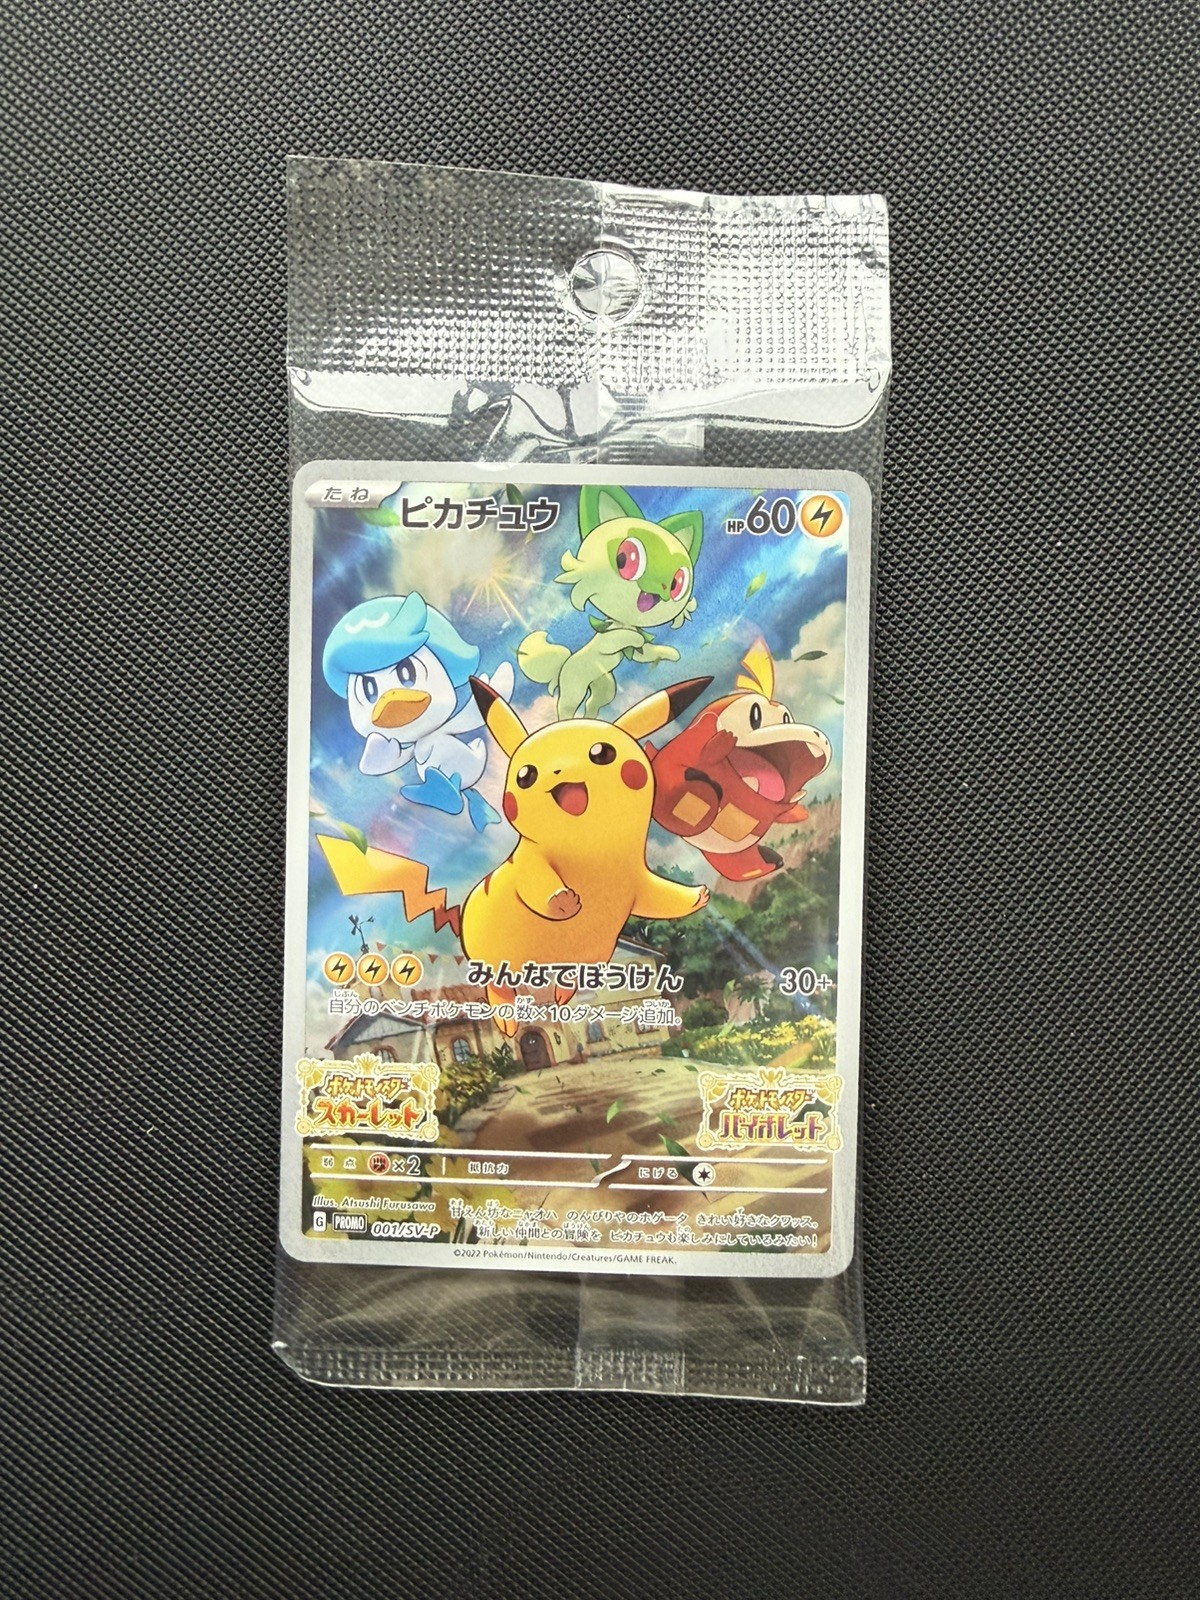 たね ピカチュウ HP60
みんなでぼうけん 30+
自分のベンチポケモンの数×10ダメージ追加。
ポケットモンスター スカーレット
ポケットモンスター バイオレット
弱点 ×2 抵抗力 にげる
Illus. Atsushi Furusawa
G PROMO 001/SV-P
甘えん坊なニャオハ のんびりやのホゲータ きれい好きなクワッス。
新しい仲間との冒険を ピカチュウも楽しみにしているみたい!
©2022 Pokémon/Nintendo/Creatures/GAME FREAK.